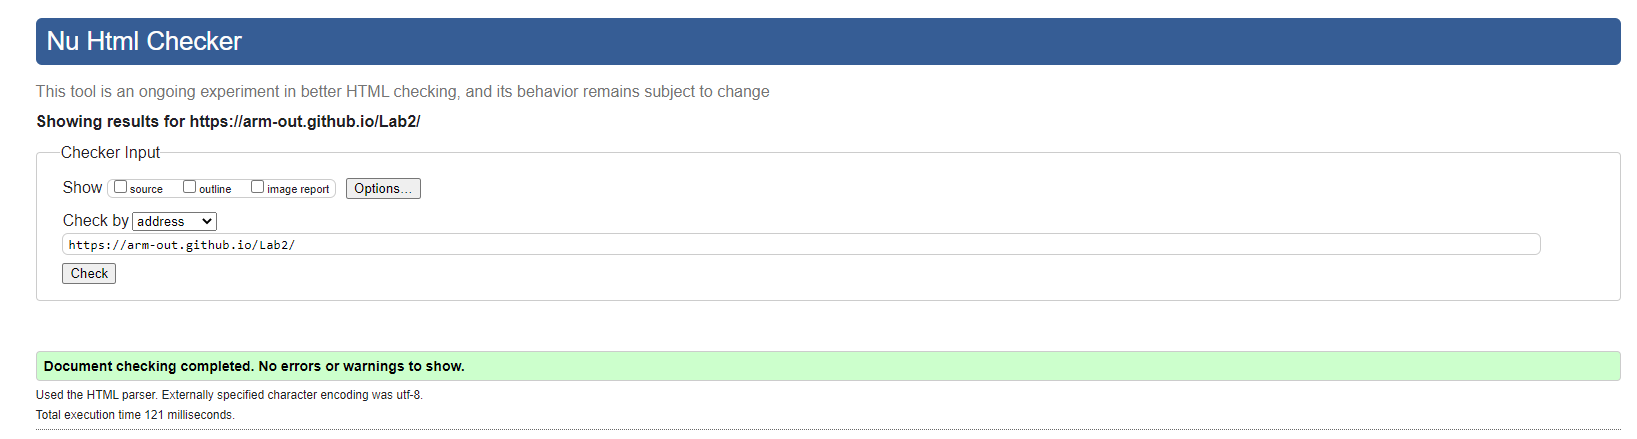 Nu Html Checker
This tool is an ongoing experiment in better HTML checking, and its behavior remains subject to change
Showing results for https://arm-out.github.io/Lab2/
Checker Input
Show source outline image report Options...
Check by address
https://arm-out.github.io/Lab2/
Check
Document checking completed. No errors or warnings to show.
Used the HTML parser. Externally specified character encoding was utf-8.
Total execution time 121 milliseconds.